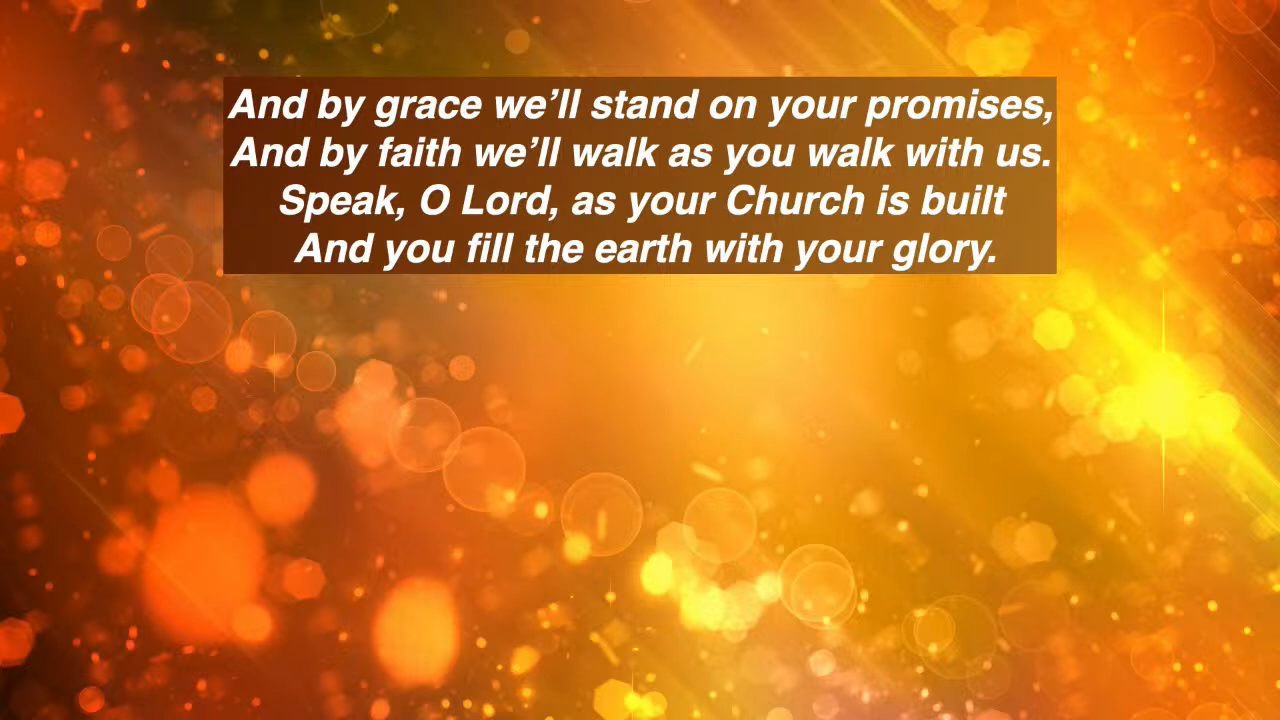 And by grace we’ll stand on your promises,
And by faith we’ll walk as you walk with us.
Speak, O Lord, as your Church is built
And you fill the earth with your glory.